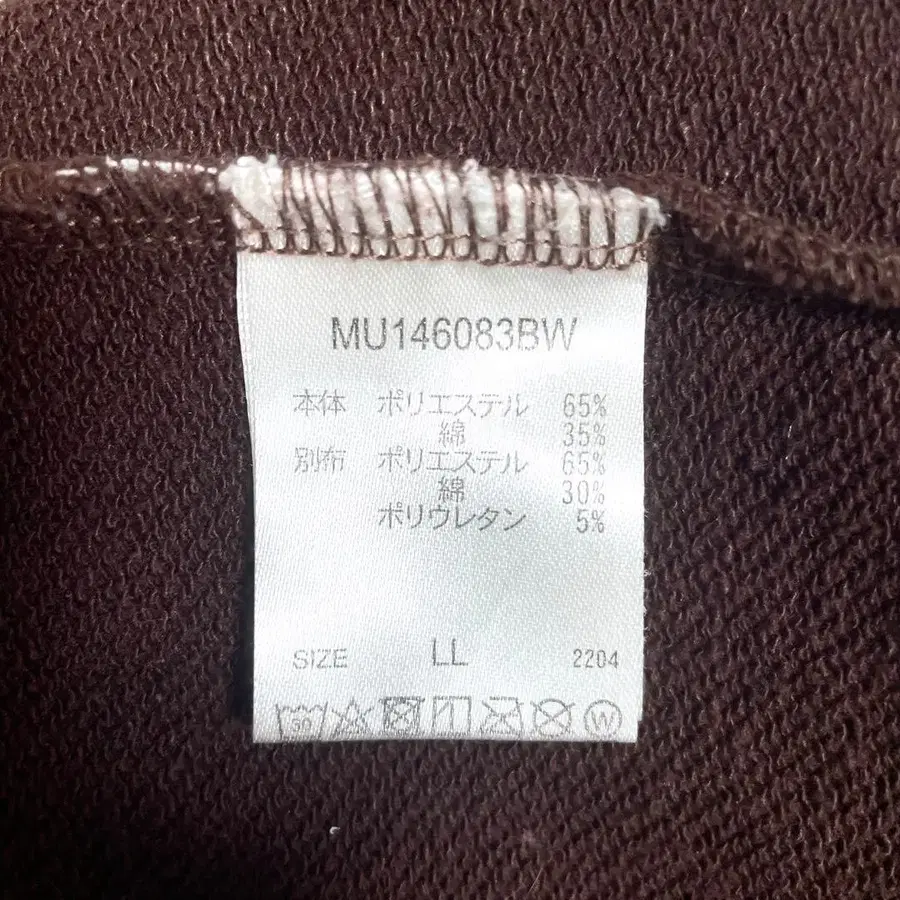 MU146083BW
本体 ポリエステル 65%
綿 35%
別布 ポリエステル 65%
綿 30%
ポリウレタン 5%
SIZE LL 2204
30 W